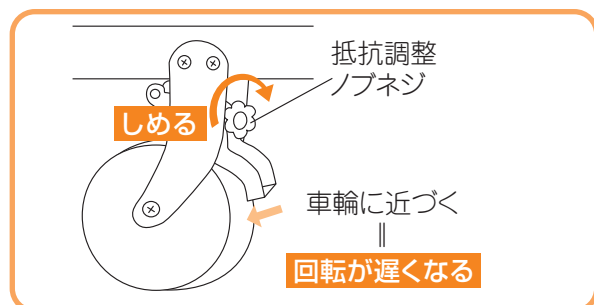 抵抗調整
ノブネジ
しめる
車輪に近づく
‖
回転が遅くなる